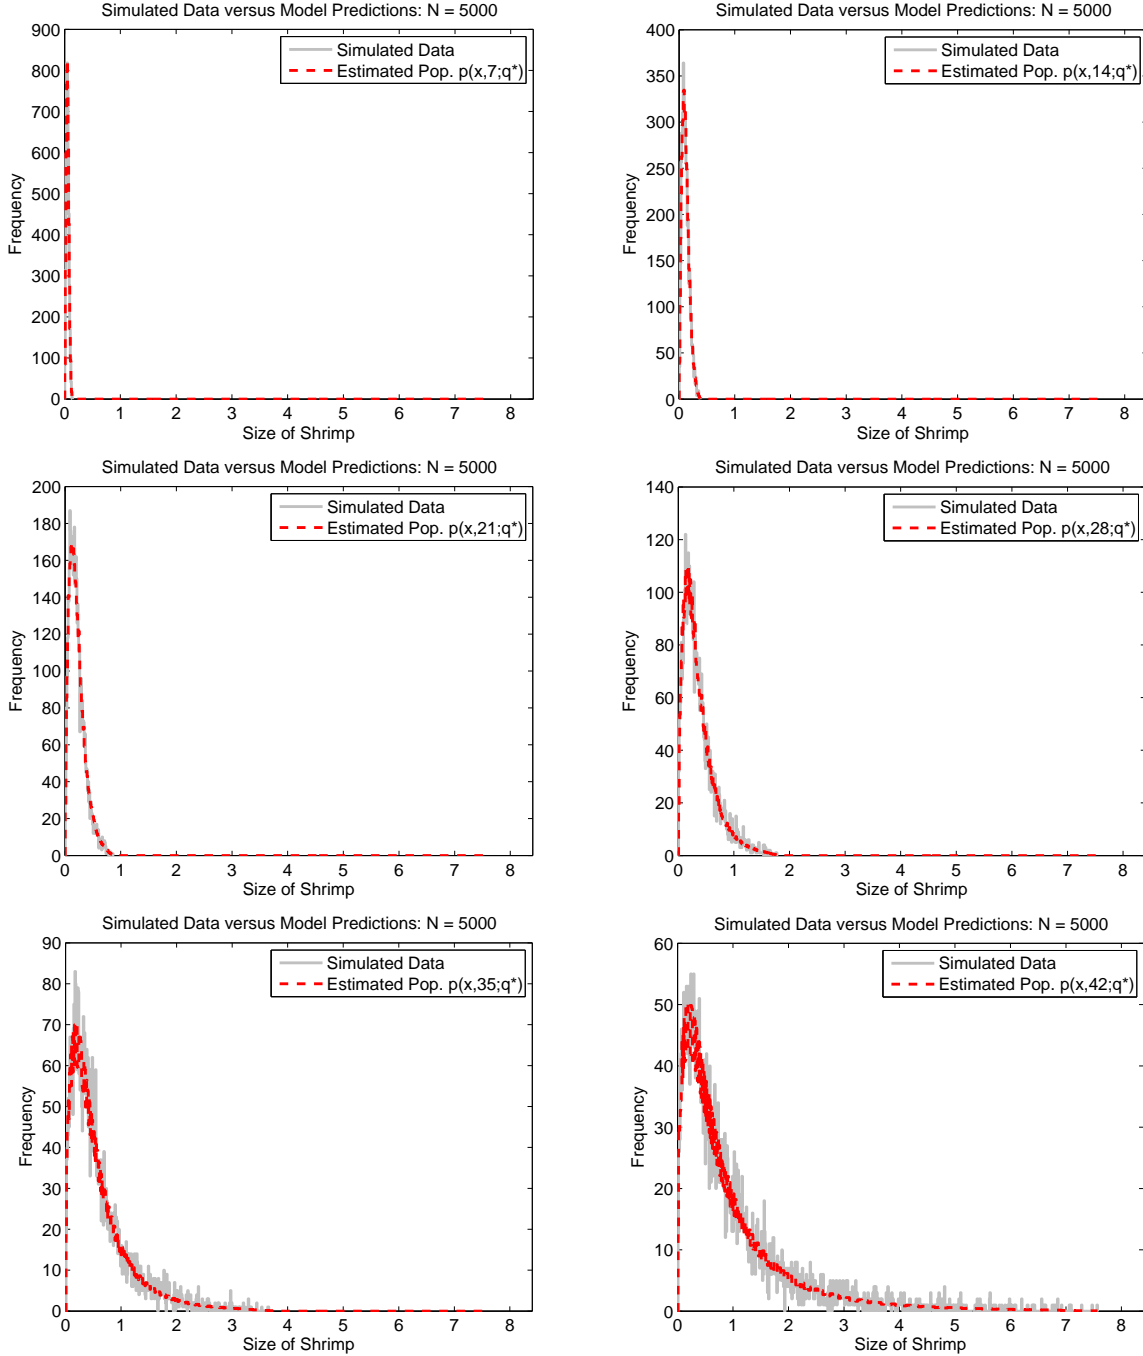 Simulated Data versus Model Predictions: N = 5000
900
800
700
600
500
400
300
200
100
0
Frequency
Simulated Data
Estimated Pop. p(x,7;q*)
0 1 2 3 4 5 6 7 8
Size of Shrimp
Simulated Data versus Model Predictions: N = 5000
400
350
300
250
200
150
100
50
0
Frequency
Simulated Data
Estimated Pop. p(x,14;q*)
0 1 2 3 4 5 6 7 8
Size of Shrimp
Simulated Data versus Model Predictions: N = 5000
200
180
160
140
120
100
80
60
40
20
0
Frequency
Simulated Data
Estimated Pop. p(x,21;q*)
0 1 2 3 4 5 6 7 8
Size of Shrimp
Simulated Data versus Model Predictions: N = 5000
140
120
100
80
60
40
20
0
Frequency
Simulated Data
Estimated Pop. p(x,28;q*)
0 1 2 3 4 5 6 7 8
Size of Shrimp
Simulated Data versus Model Predictions: N = 5000
90
80
70
60
50
40
30
20
10
0
Frequency
Simulated Data
Estimated Pop. p(x,35;q*)
0 1 2 3 4 5 6 7 8
Size of Shrimp
Simulated Data versus Model Predictions: N = 5000
60
50
40
30
20
10
0
Frequency
Simulated Data
Estimated Pop. p(x,42;q*)
0 1 2 3 4 5 6 7 8
Size of Shrimp